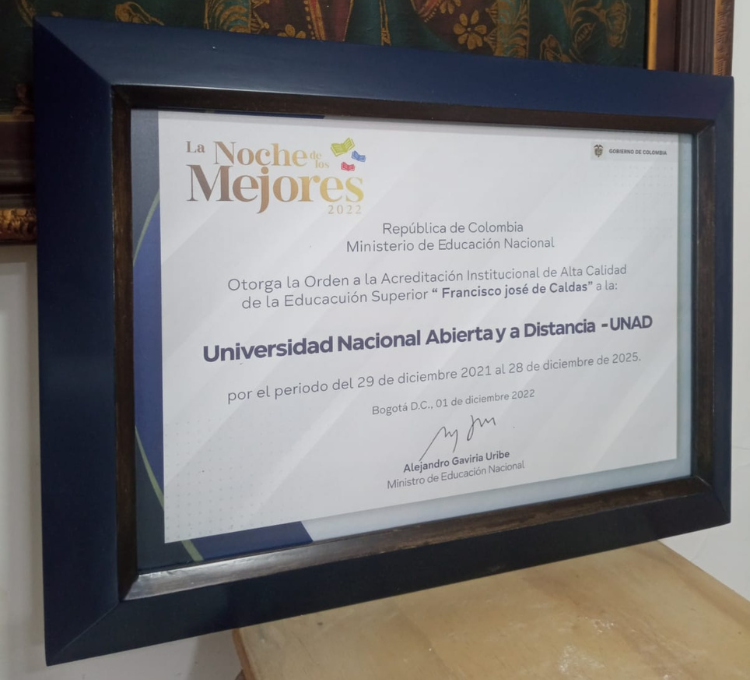 La Noche de los
Mejores
2022
GOBIERNO DE COLOMBIA
República de Colombia
Ministerio de Educación Nacional
Otorga la Orden a la Acreditación Institucional de Alta Calidad
de la Educacuión Superior “ Francisco josé de Caldas” a la:
Universidad Nacional Abierta y a Distancia - UNAD
por el periodo del 29 de diciembre 2021 al 28 de diciembre de 2025.
Bogotá D.C., 01 de diciembre 2022
Alejandro Gaviria Uribe
Ministro de Educación Nacional